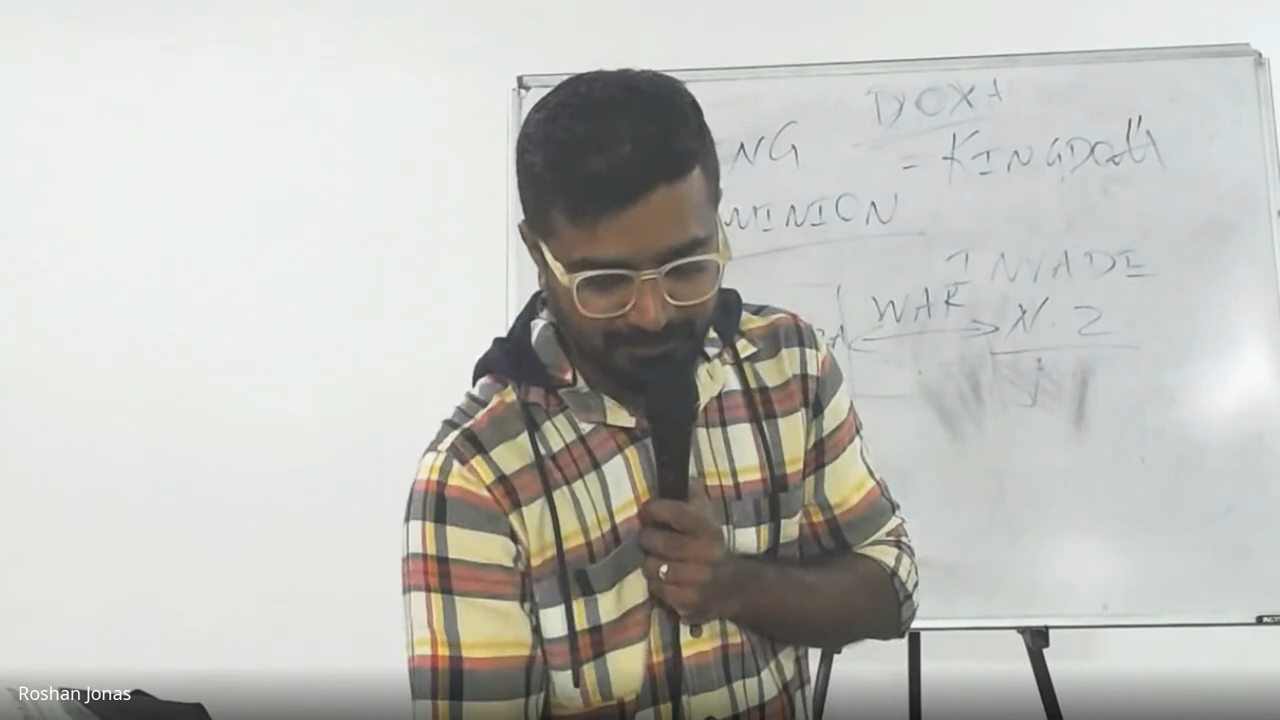 DOXA
NG = KINGDOM
MINION
INVADE
WAR N.2
Roshan Jonas